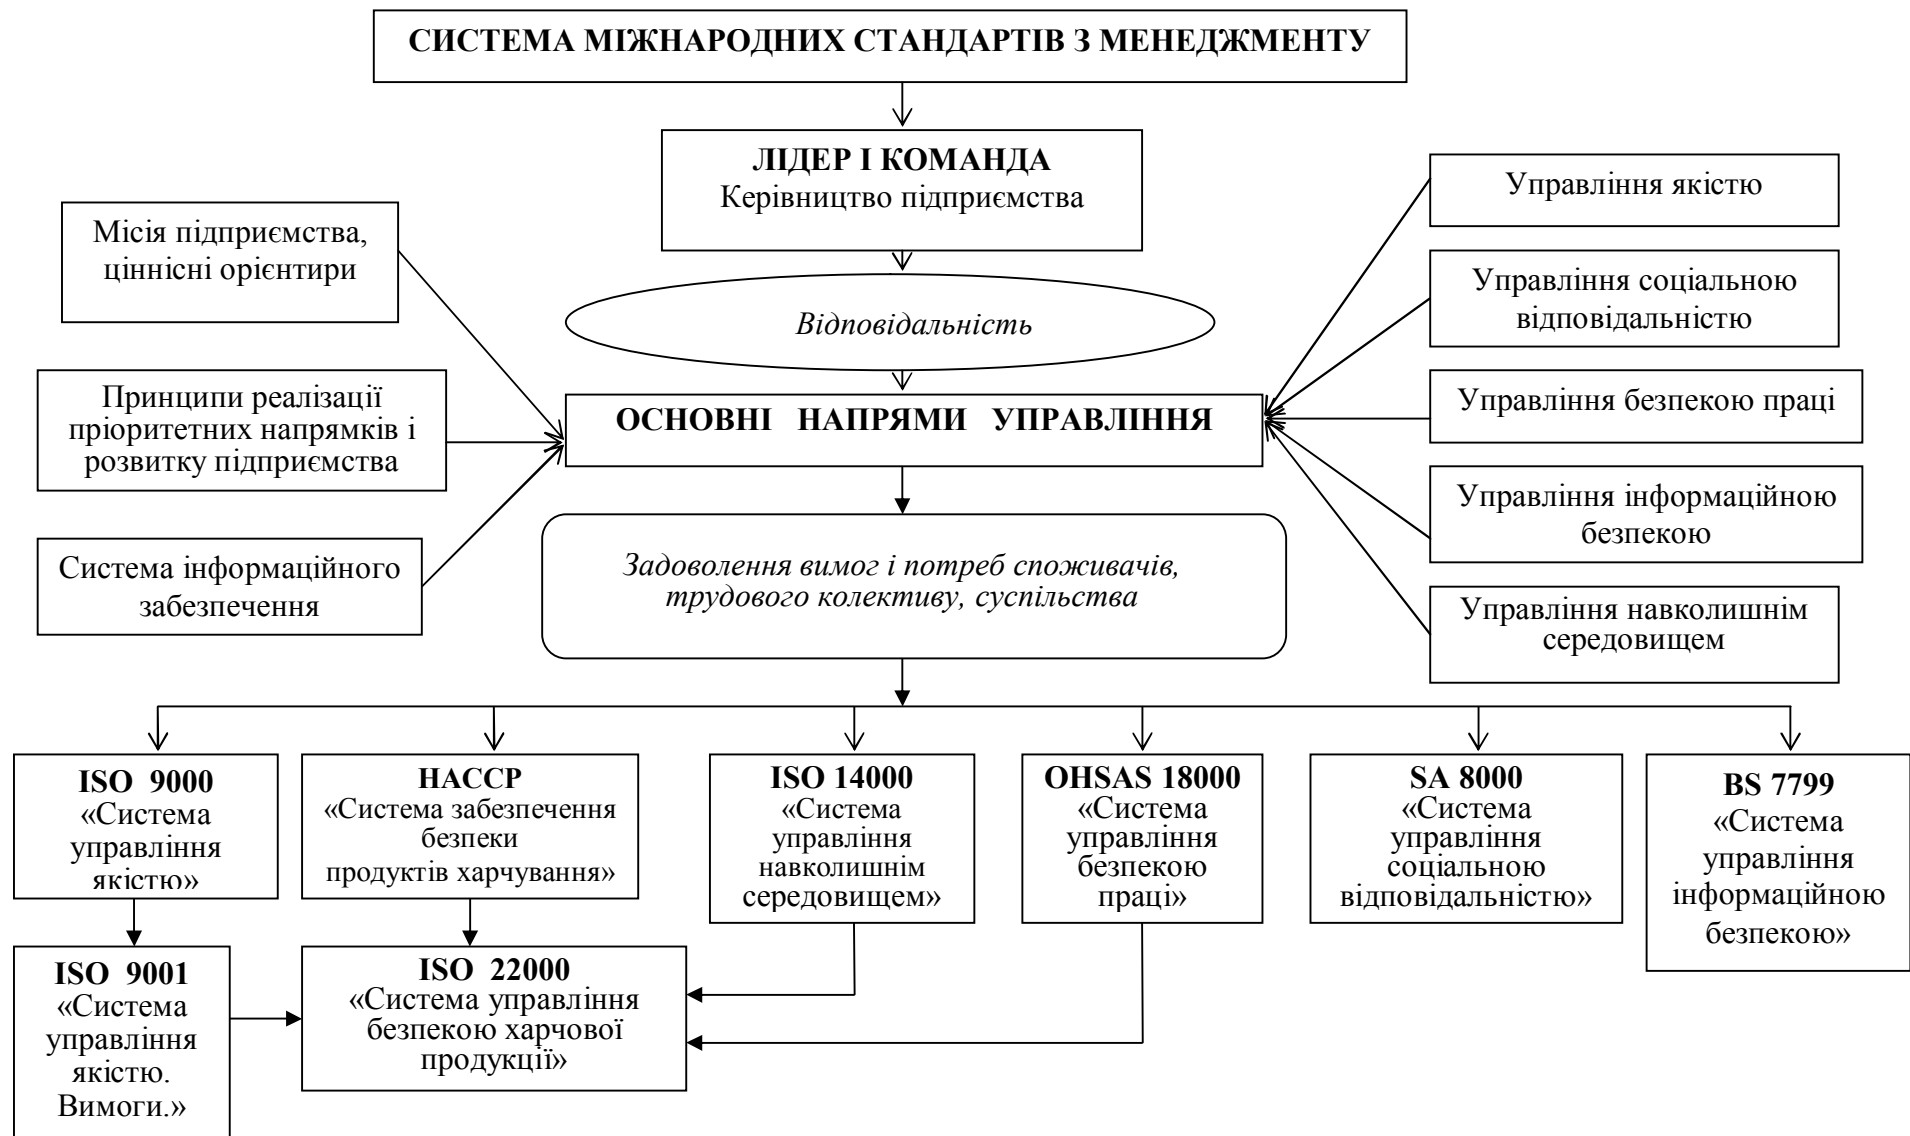 СИСТЕМА МІЖНАРОДНИХ СТАНДАРТІВ З МЕНЕДЖМЕНТУ
ЛІДЕР І КОМАНДА
Керівництво підприємства
Місія підприємства,
ціннісні орієнтири
Принципи реалізації
пріоритетних напрямків і
розвитку підприємства
Система інформаційного
забезпечення
Відповідальність
ОСНОВНІ НАПРЯМИ УПРАВЛІННЯ
Задоволення вимог і потреб споживачів,
трудового колективу, суспільства
Управління якістю
Управління соціальною
відповідальністю
Управління безпекою праці
Управління інформаційною
безпекою
Управління навколишнім
середовищем
ISO 9000
«Система
управління
якістю»
НАССР
«Система забезпечення
безпеки
продуктів харчування»
ISO 14000
«Система
управління
навколишнім
середовищем»
OHSAS 18000
«Система
управління
безпекою
праці»
SA 8000
«Система
управління
соціальною
відповідальністю»
BS 7799
«Система
управління
інформаційною
безпекою»
ISO 9001
«Система
управління
якістю.
Вимоги.»
ISO 22000
«Система управління
безпекою харчової
продукції»